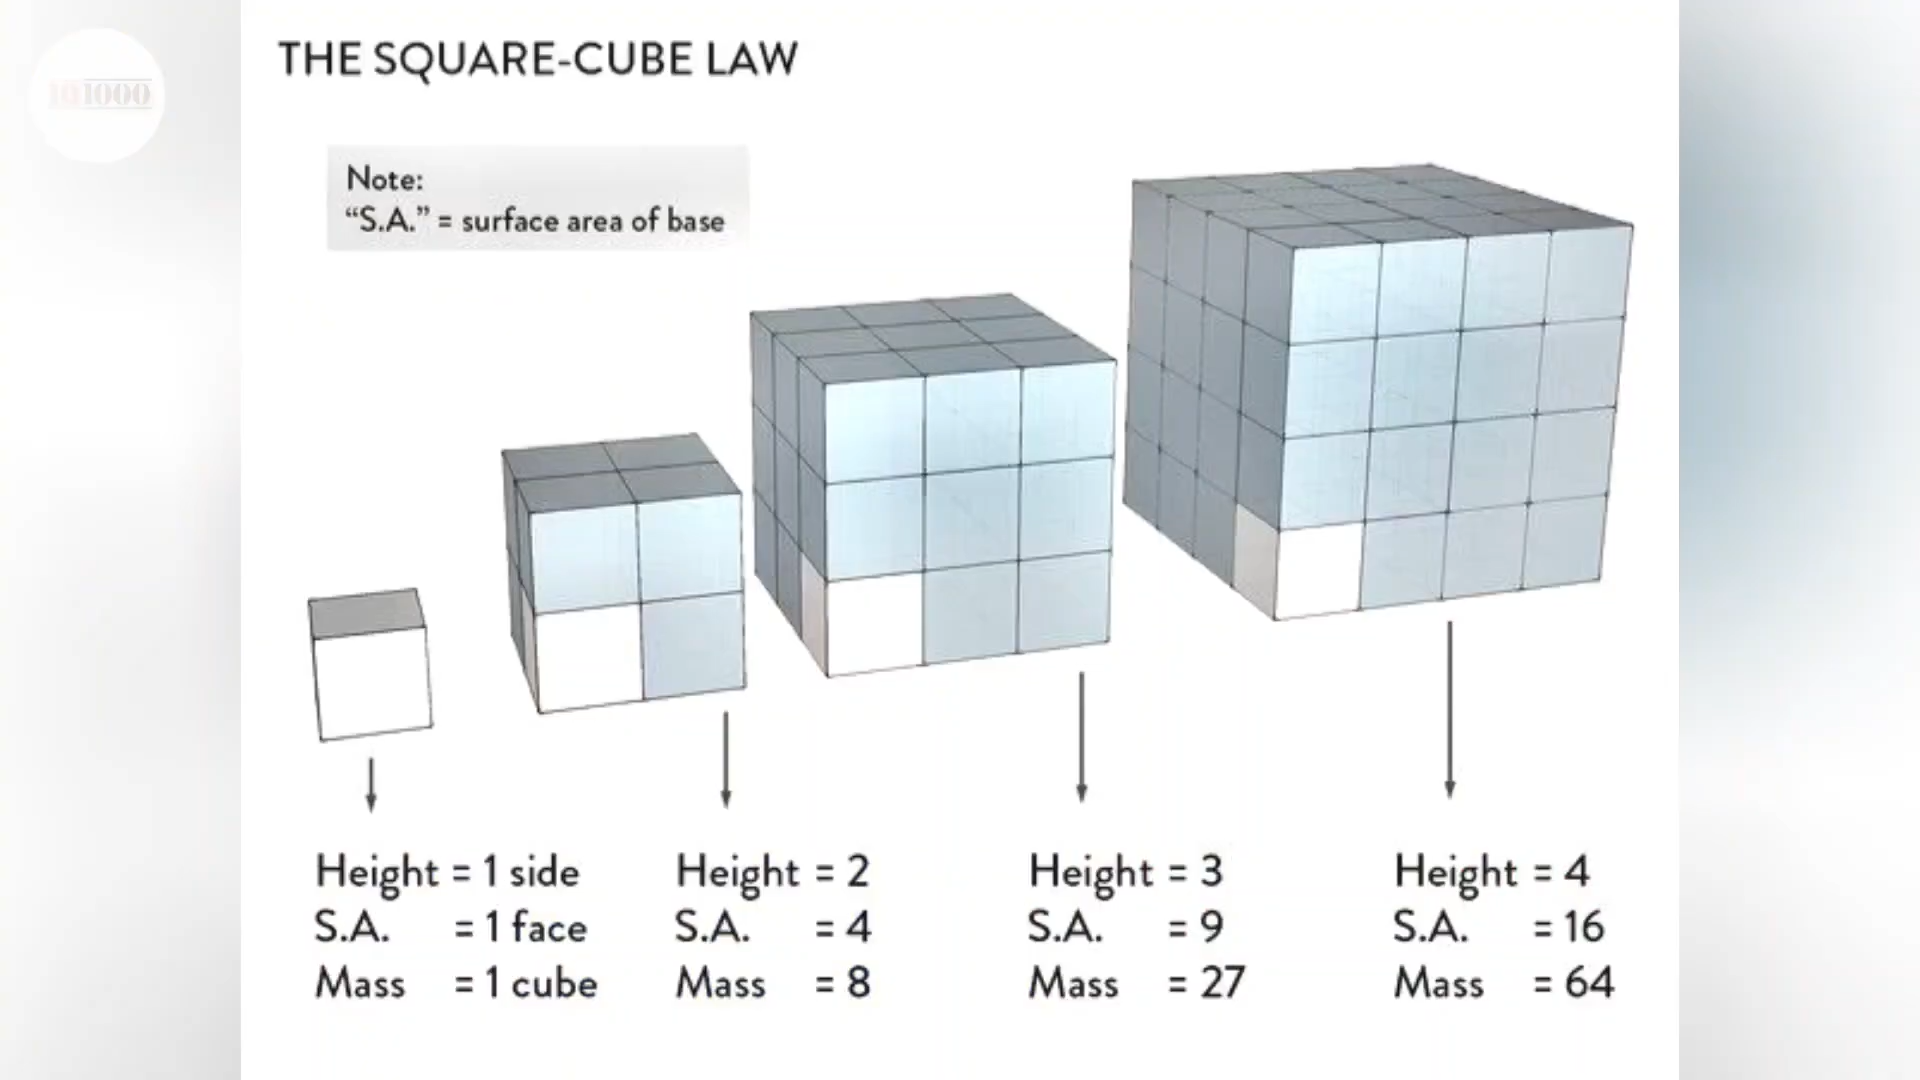 THE SQUARE-CUBE LAW
Note:
“S.A.” = surface area of base
Height = 1 side
S.A. = 1 face
Mass = 1 cube
Height = 2
S.A. = 4
Mass = 8
Height = 3
S.A. = 9
Mass = 27
Height = 4
S.A. = 16
Mass = 64